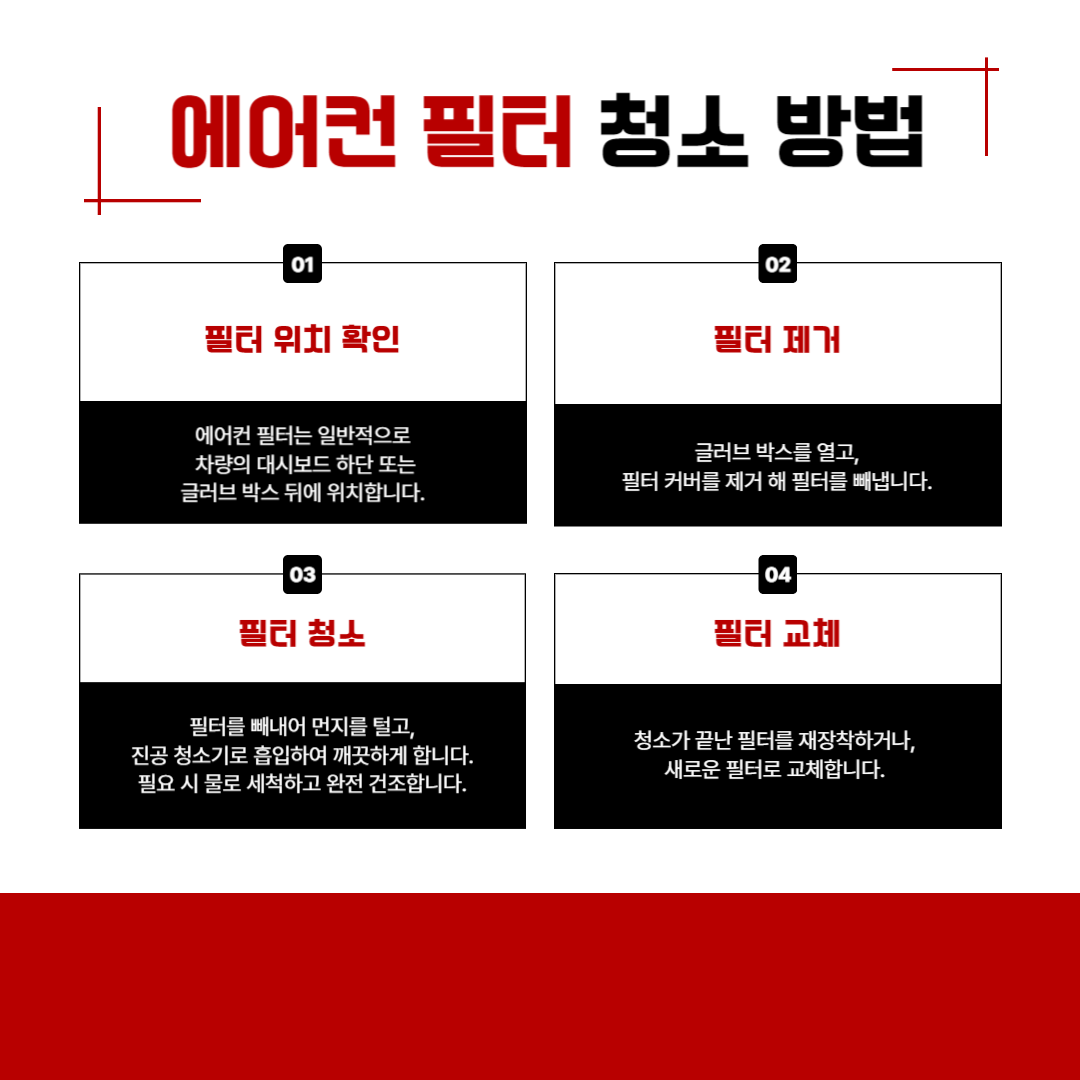 에어컨 필터 청소 방법
01
필터 위치 확인
에어컨 필터는 일반적으로
차량의 대시보드 하단 또는
글러브 박스 뒤에 위치합니다.
02
필터 제거
글러브 박스를 열고,
필터 커버를 제거 해 필터를 빼냅니다.
03
필터 청소
필터를 빼내어 먼지를 털고,
진공 청소기로 흡입하여 깨끗하게 합니다.
필요 시 물로 세척하고 완전 건조합니다.
04
필터 교체
청소가 끝난 필터를 재장착하거나,
새로운 필터로 교체합니다.